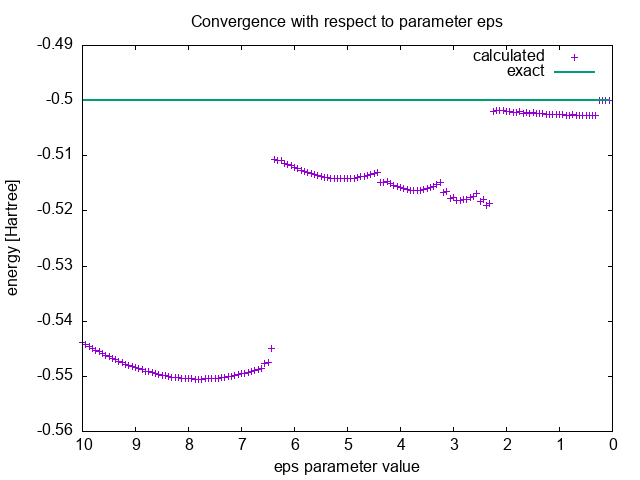 Convergence with respect to parameter eps
calculated
exact
energy [Hartree]
-0.49
-0.5
-0.51
-0.52
-0.53
-0.54
-0.55
-0.56
10 9 8 7 6 5 4 3 2 1 0
eps parameter value